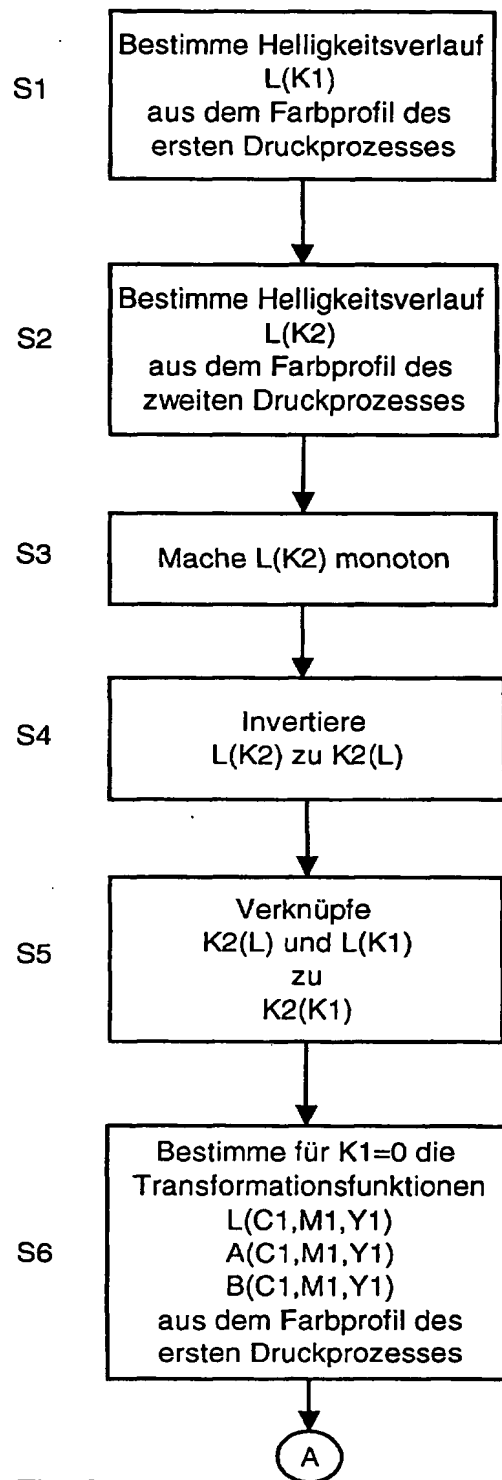 S1
Bestimme Helligkeitsverlauf
L(K1)
aus dem Farbprofil des
ersten Druckprozesses
S2
Bestimme Helligkeitsverlauf
L(K2)
aus dem Farbprofil des
zweiten Druckprozesses
S3
Mache L(K2) monoton
S4
Invertiere
L(K2) zu K2(L)
S5
Verknüpfe
K2(L) und L(K1)
zu
K2(K1)
S6
Bestimme für K1=0 die
Transformationsfunktionen
L(C1,M1,Y1)
A(C1,M1,Y1)
B(C1,M1,Y1)
aus dem Farbprofil des
ersten Druckprozesses
A